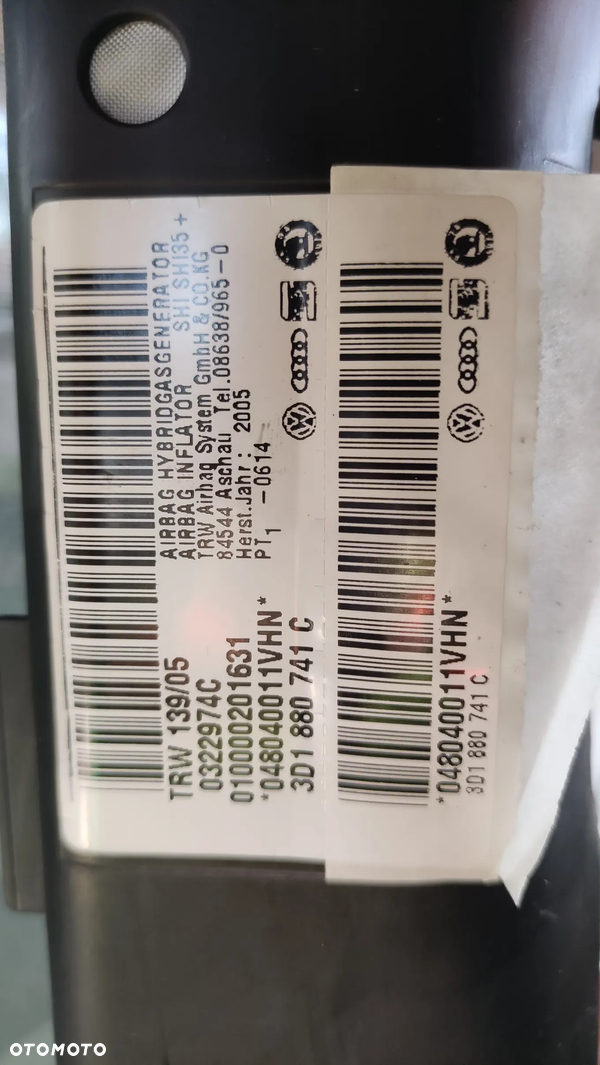 AIRBAG HYBRIDGASGENERATOR
AIRBAG INFLATOR SHI SHI35 +
TRW Airbag System GmbH & CO.KG
84544 Aschau Tel.08638/965-0
Herst.Jahr: 2005
PT1 -0614
TRW 139/05
0322974C
0100000201631
*048040011VHN*
3D1 880 741 C
*048040011VHN*
3D1 880 741 C
OTOMOTO